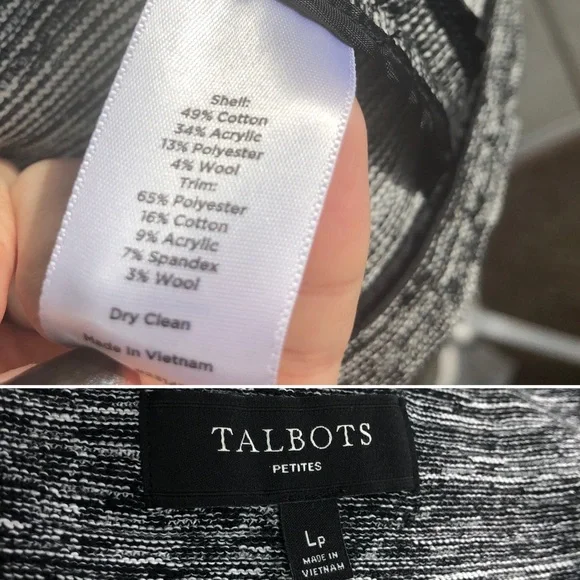 Shell:
49% Cotton
34% Acrylic
13% Polyester
4% Wool
Trim:
65% Polyester
16% Cotton
9% Acrylic
7% Spandex
3% Wool
Dry Clean
Made In Vietnam
TALBOTS
PETITES
LP
MADE IN
VIETNAM